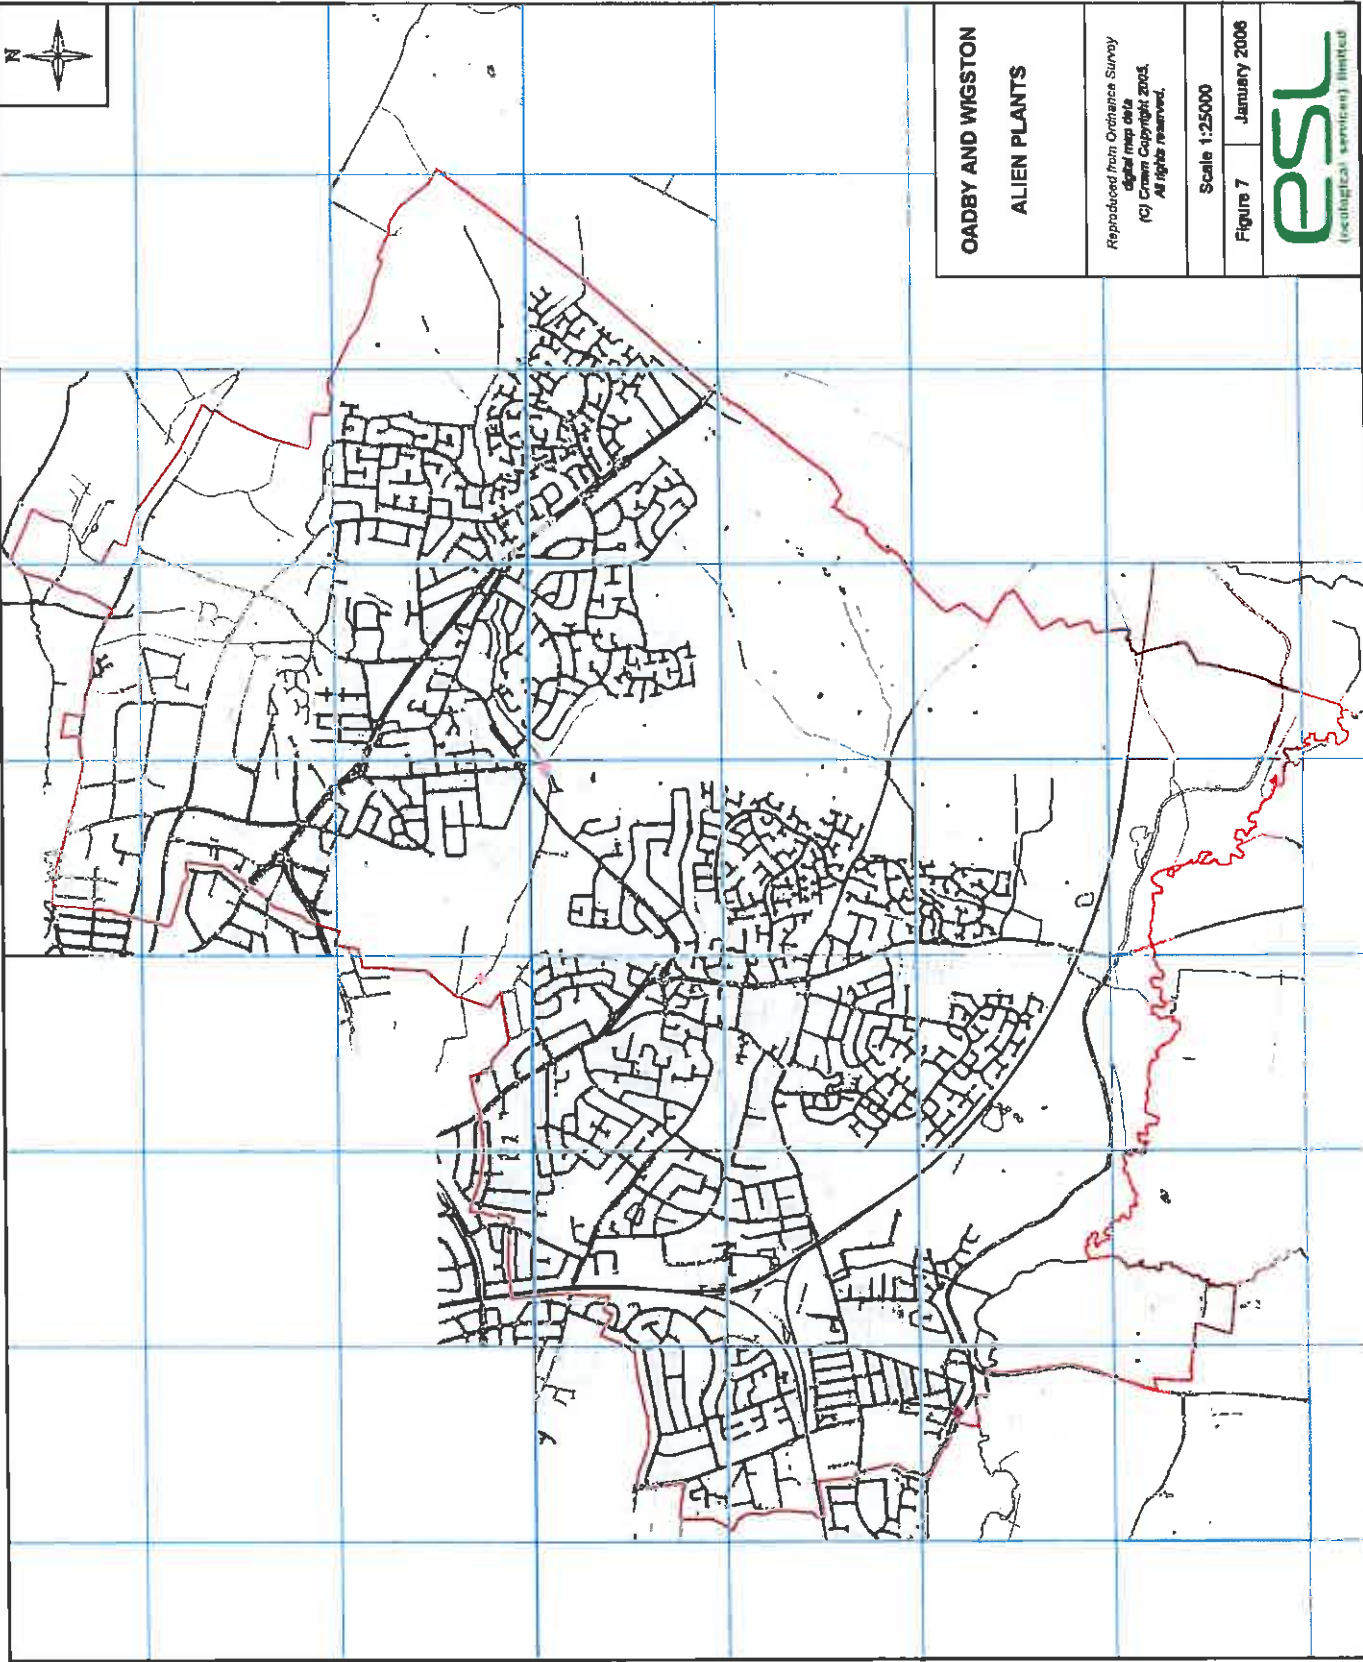 N
OADBY AND WIGSTON
ALIEN PLANTS
Reproduced from Ordnance Survey
digital map data
(C) Crown Copyright 2005.
All rights reserved.
Scale 1:25000
Figure 7
January 2006
esl
(ecological services) limited